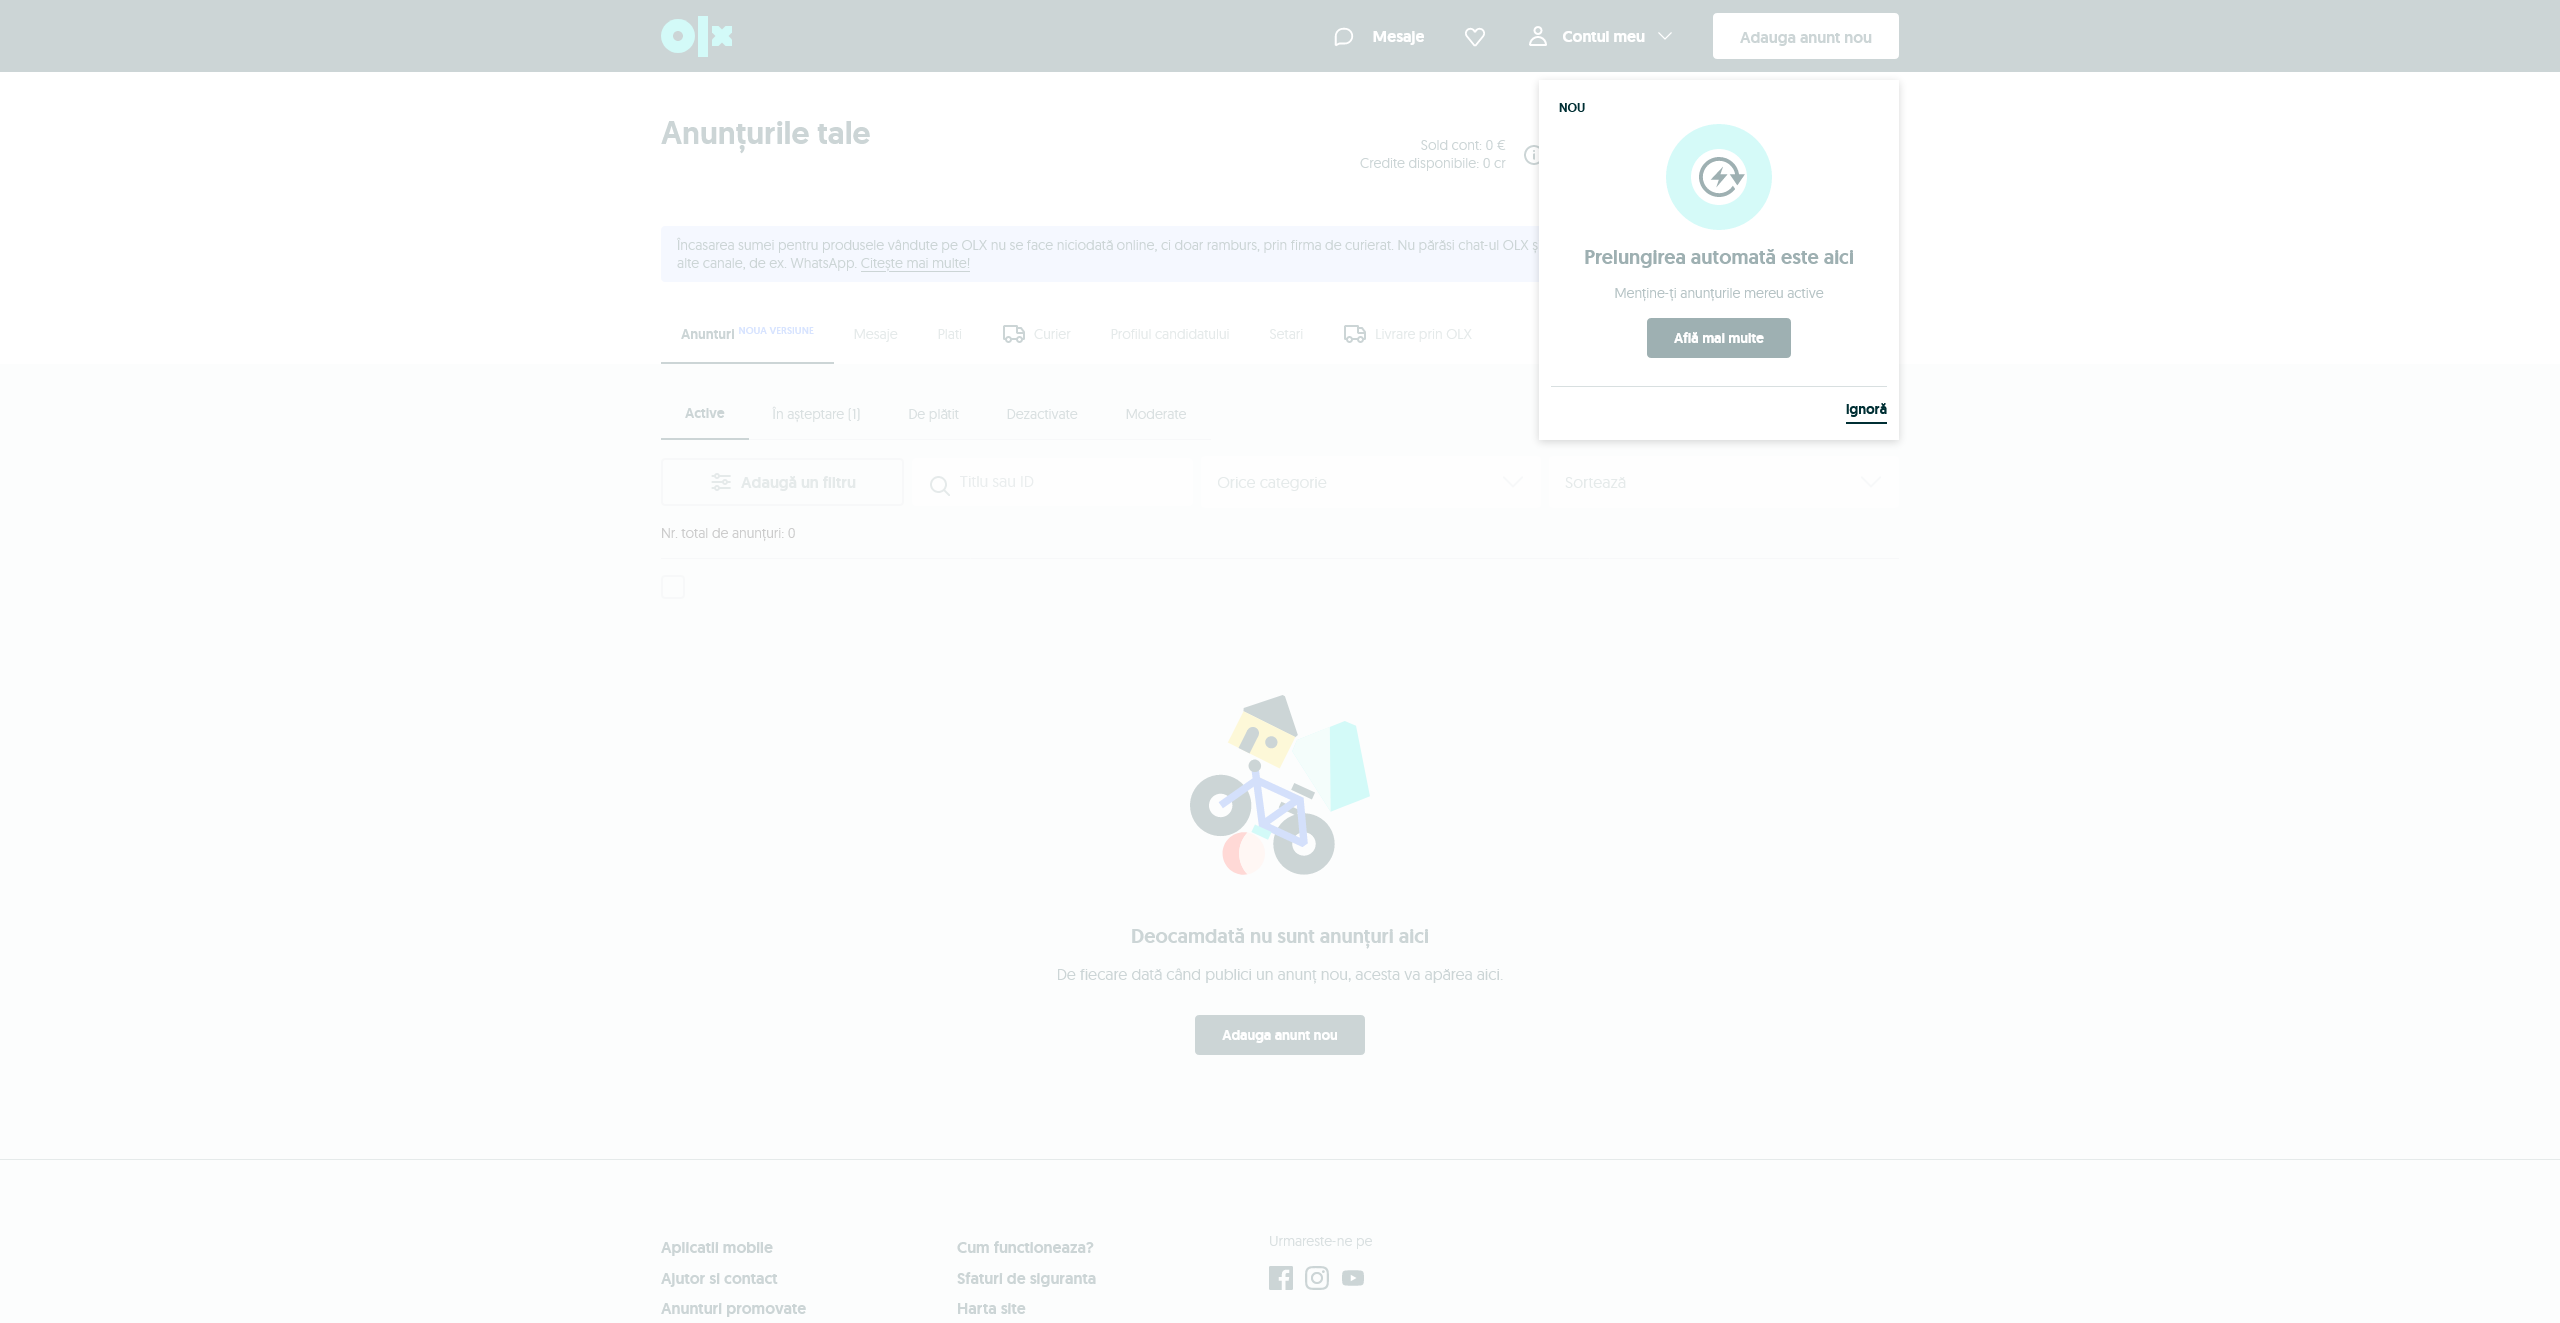 olx
Mesaje
Contul meu
Adauga anunt nou
Anunțurile tale
Sold cont: 0 €
Credite disponibile: 0 cr
NOU
Prelungirea automată este aici
Menține-ți anunțurile mereu active
Află mai multe
Ignoră
Încasarea sumei pentru produsele vândute pe OLX nu se face niciodată online, ci doar ramburs, prin firma de curierat. Nu părăsi chat-ul OLX ș
alte canale, de ex. WhatsApp. Citește mai multe!
Anunturi NOUA VERSIUNE
Mesaje
Plati
Curier
Profilul candidatului
Setari
Livrare prin OLX
Active
În așteptare (1)
De plătit
Dezactivate
Moderate
Adaugă un filtru
Titlu sau ID
Orice categorie
Sortează
Nr. total de anunțuri: 0
Deocamdată nu sunt anunțuri aici
De fiecare dată când publici un anunț nou, acesta va apărea aici.
Adauga anunt nou
Aplicatii mobile
Ajutor si contact
Anunturi promovate
Cum functioneaza?
Sfaturi de siguranta
Harta site
Urmareste-ne pe